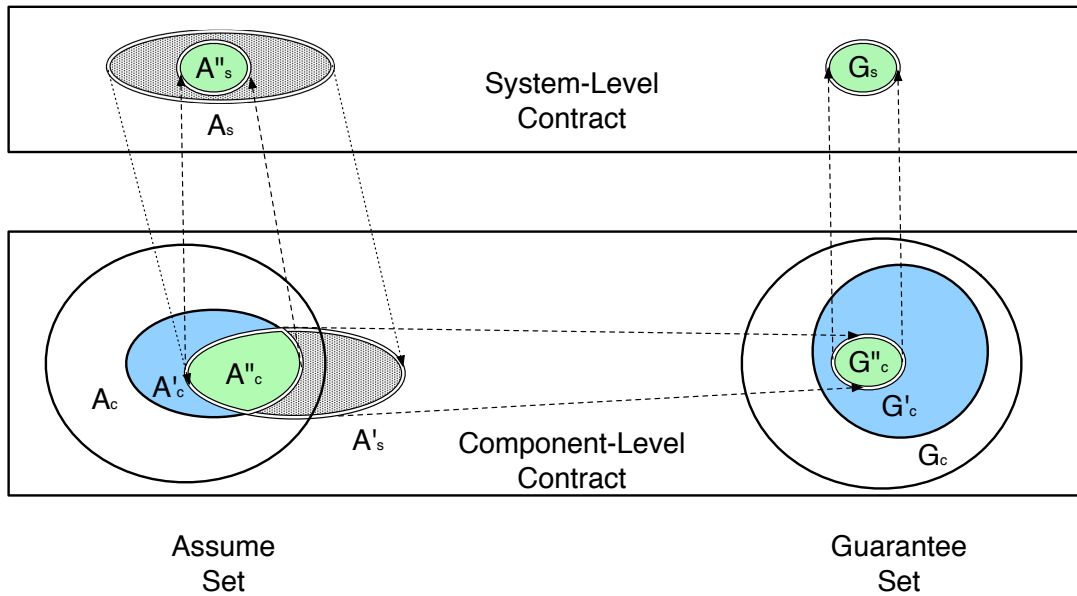 A"s
Gs
System-Level
Contract
As
A"c
G"c
A'c
Ac
G'c
A's
Component-Level
Contract
Gc
Assume
Set
Guarantee
Set